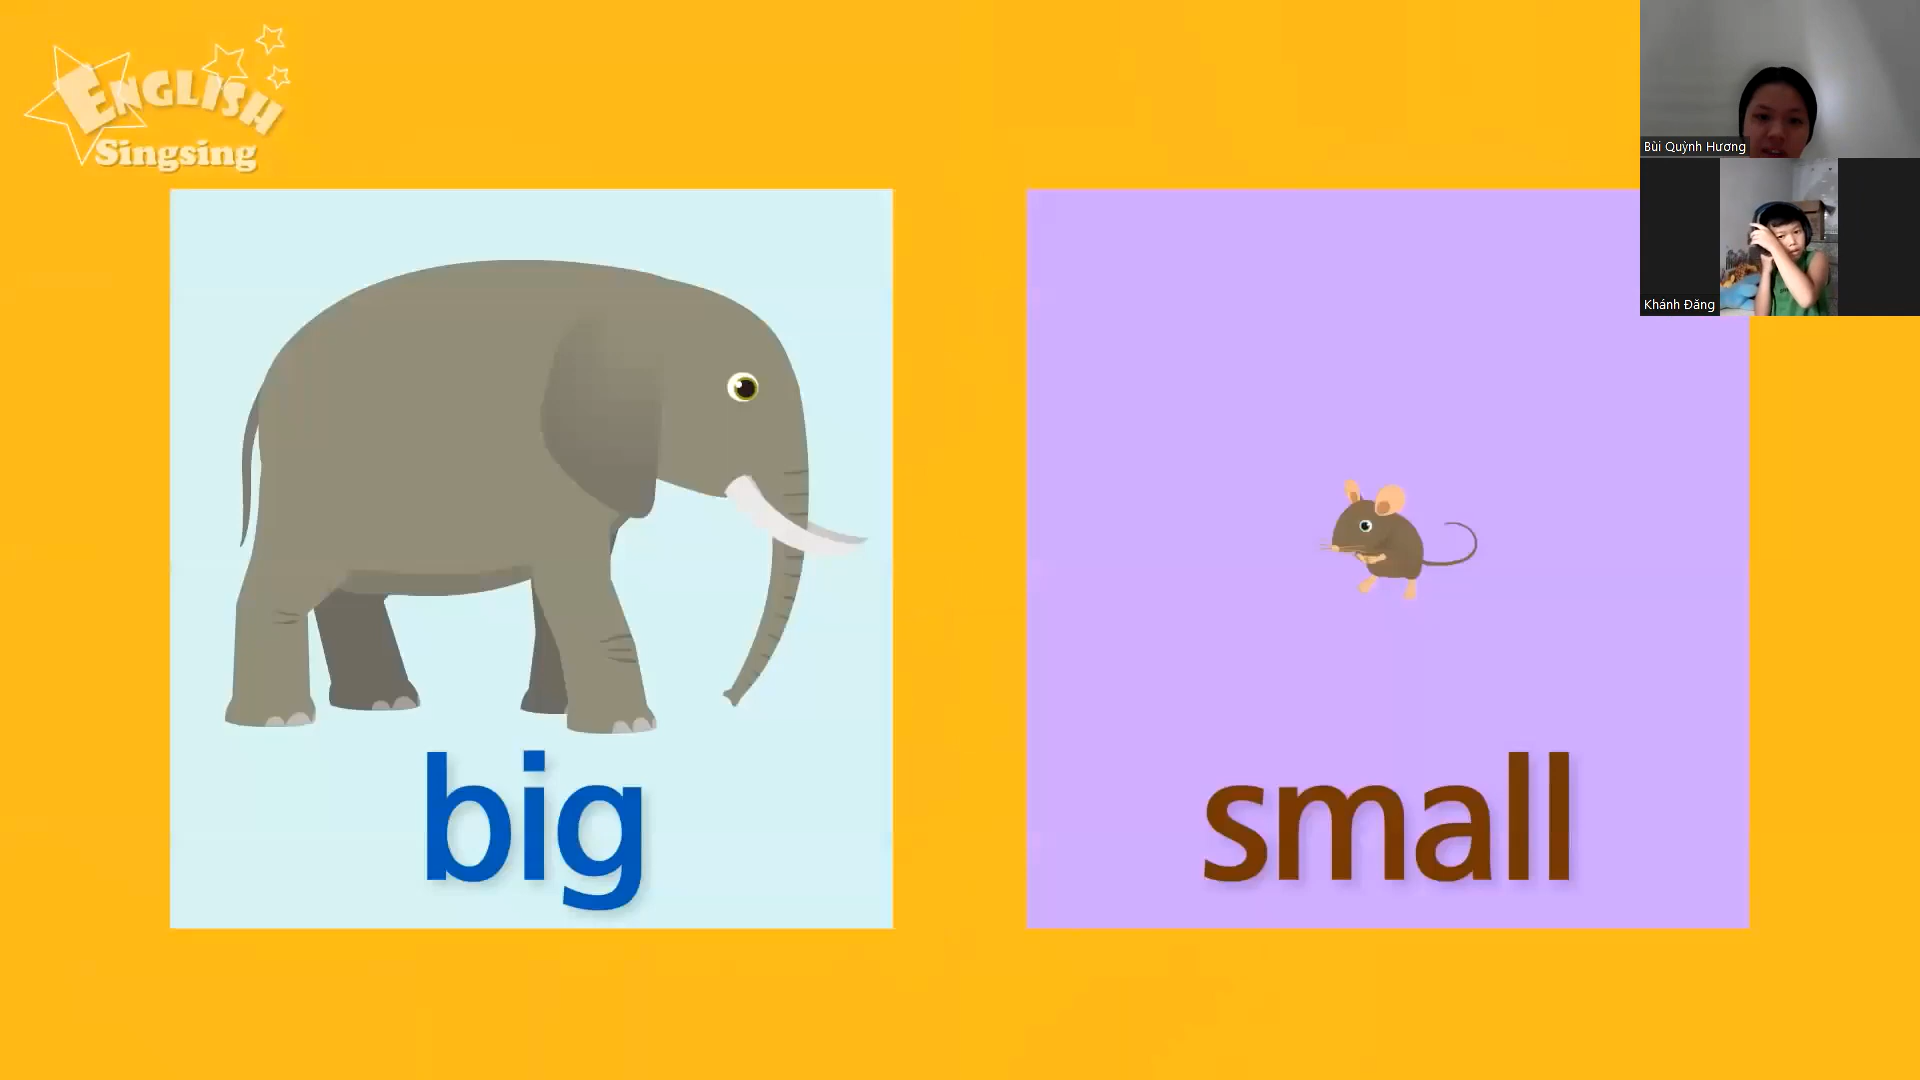 ENGLISH
Singsing
Bùi Quỳnh Hương
Khánh Đăng
big
small